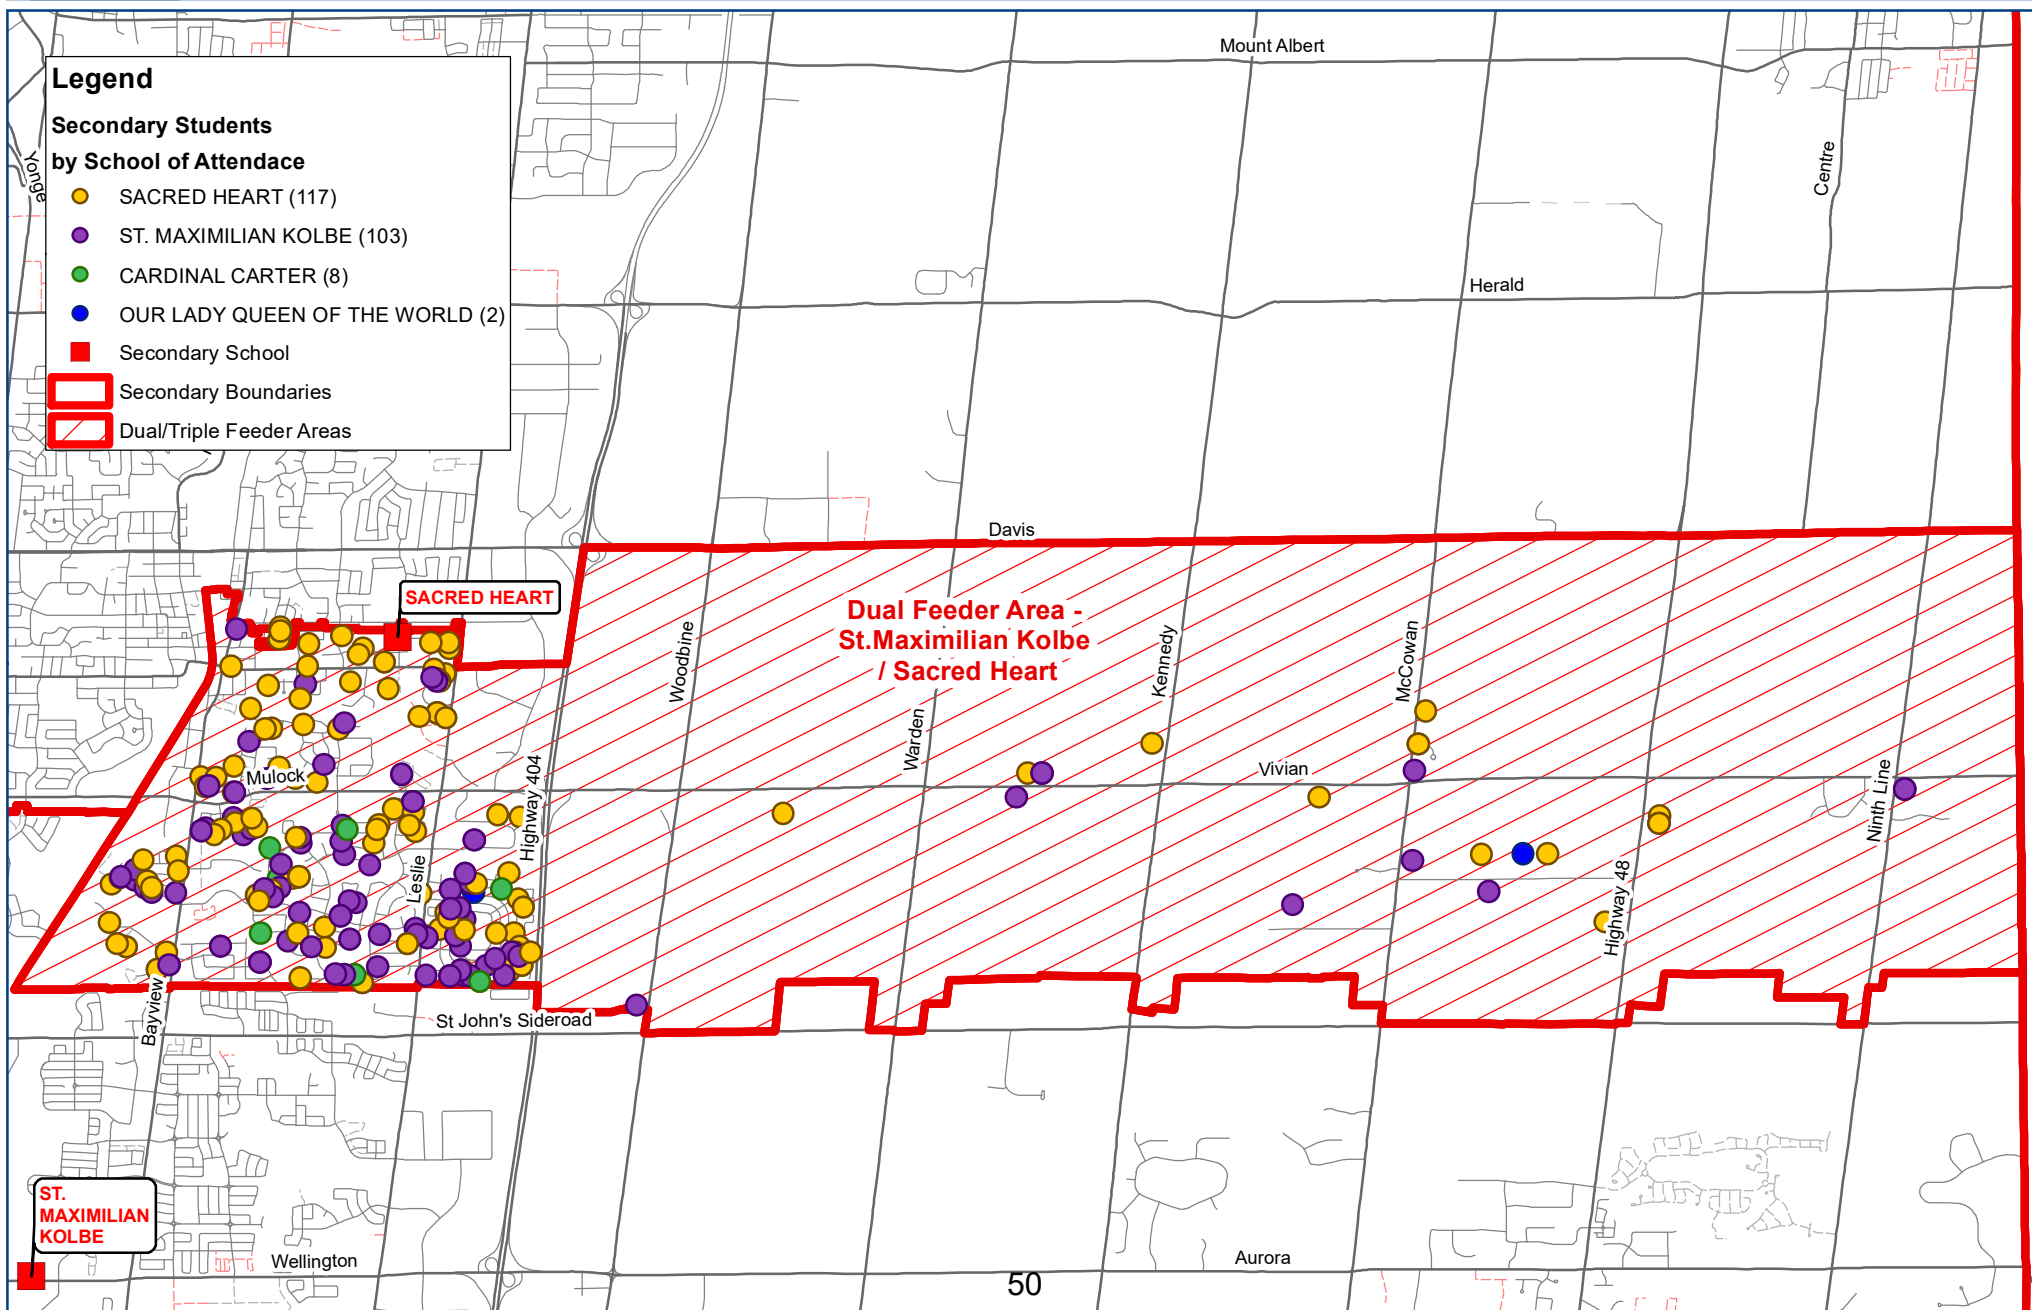 Legend
Secondary Students
by School of Attendace
SACRED HEART (117)
ST. MAXIMILIAN KOLBE (103)
CARDINAL CARTER (8)
OUR LADY QUEEN OF THE WORLD (2)
Secondary School
Secondary Boundaries
Dual/Triple Feeder Areas
Yonge
Mount Albert
Centre
Herald
Davis
SACRED HEART
Dual Feeder Area -
St.Maximilian Kolbe
/ Sacred Heart
Woodbine
Warden
Kennedy
McCowan
Vivian
Mulock
Highway 404
Leslie
Ninth Line
Highway 48
Bayview
St John's Sideroad
ST.
MAXIMILIAN
KOLBE
Wellington
Aurora
50